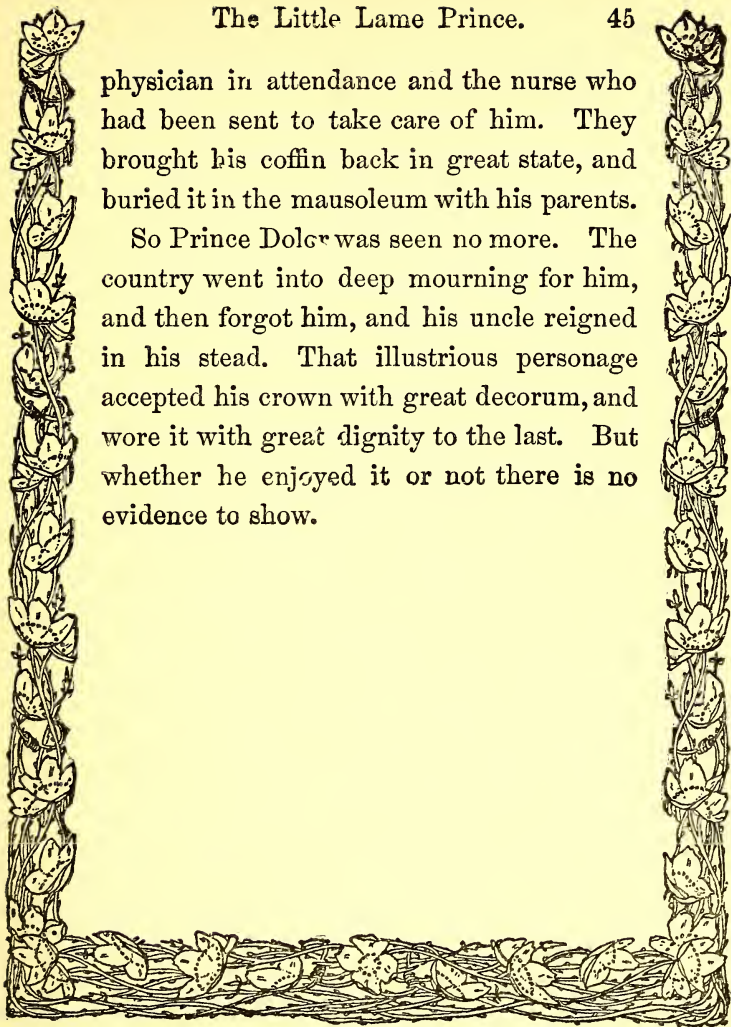 The Little Lame Prince. 45
physician in attendance and the nurse who
had been sent to take care of him. They
brought his coffin back in great state, and
buried it in the mausoleum with his parents.
So Prince Dolor was seen no more. The
country went into deep mourning for him,
and then forgot him, and his uncle reigned
in his stead. That illustrious personage
accepted his crown with great decorum, and
wore it with great dignity to the last. But
whether he enjoyed it or not there is no
evidence to show.